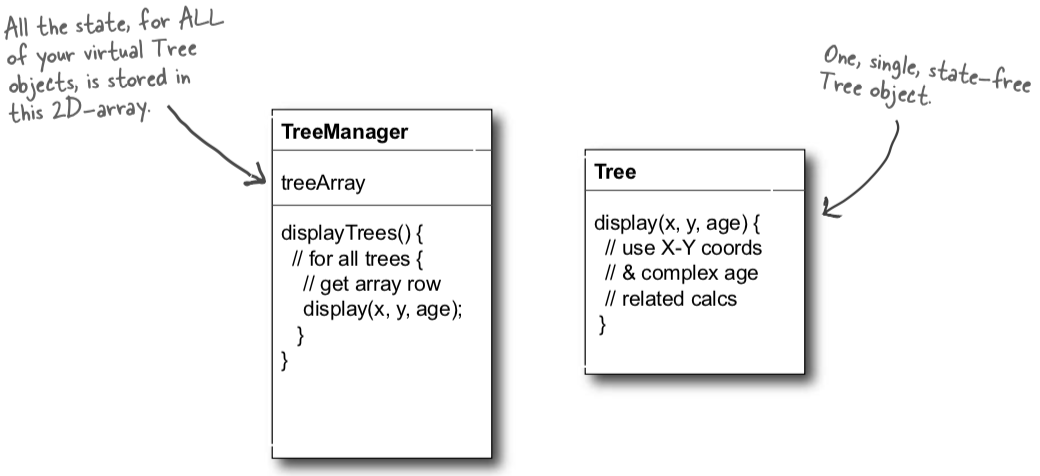 All the state, for ALL
of your virtual Tree
objects, is stored in
this 2D-array.
TreeManager
treeArray
displayTrees() {
// for all trees {
// get array row
display(x, y, age);
}
}
One, single, state-free
Tree object.
Tree
display(x, y, age) {
// use X-Y coords
// & complex age
// related calcs
}